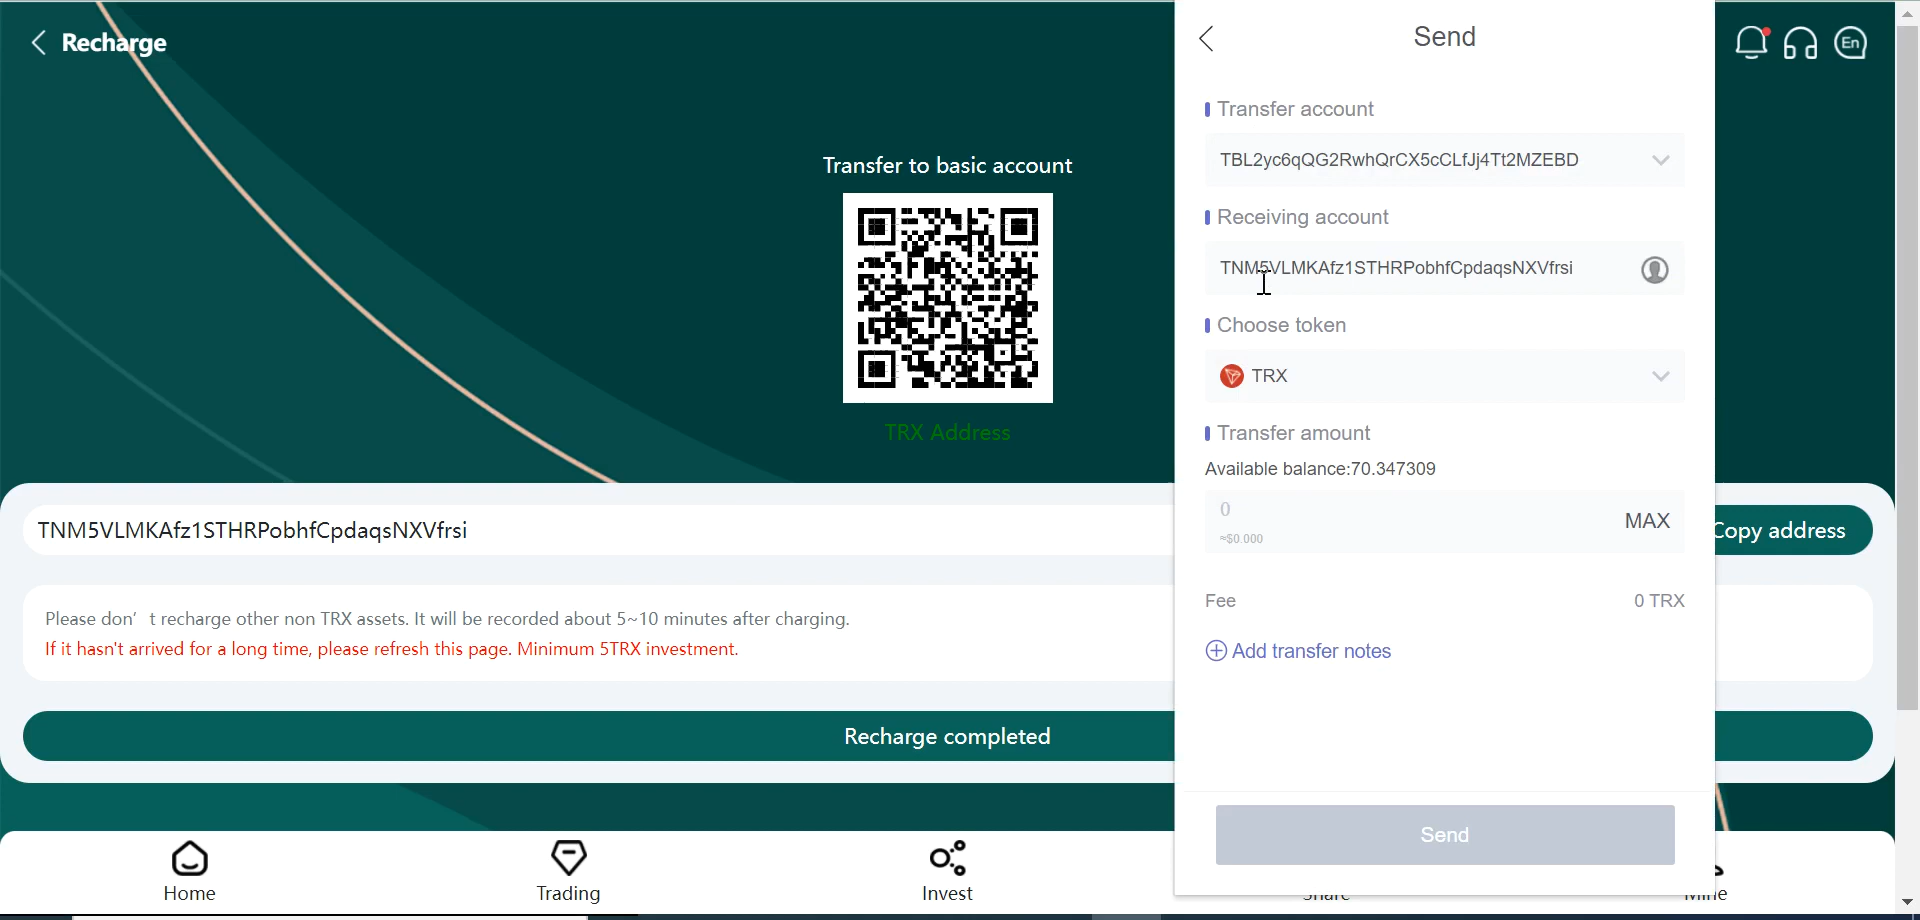 Recharge
Transfer to basic account
TRX Address
TNM5VLMKAfz1STHRPobhfCpdaqsNXVfrsi
Copy address
Please don' t recharge other non TRX assets. It will be recorded about 5~10 minutes after charging.
If it hasn't arrived for a long time, please refresh this page. Minimum 5TRX investment.
Recharge completed
Home
Trading
Invest
Share
Mine
En
Send
Transfer account
TBL2yc6qQG2RwhQrCX5cCLfJj4Tt2MZEBD
Receiving account
TNM5VLMKAfz1STHRPobhfCpdaqsNXVfrsi
Choose token
TRX
Transfer amount
Available balance:70.347309
0
MAX
≈$0.000
Fee
0 TRX
Add transfer notes
Send